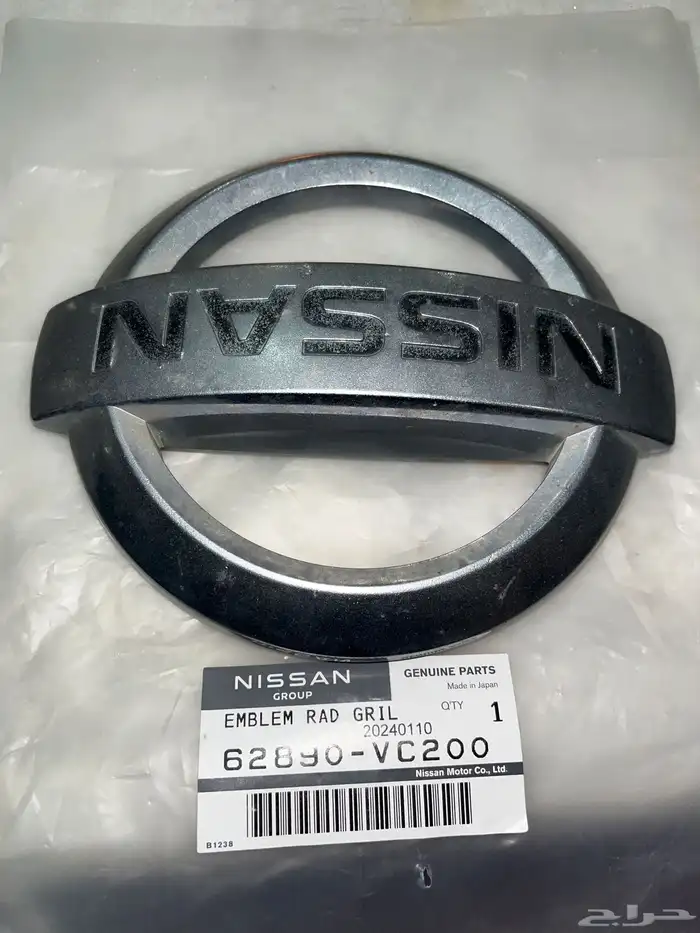 NISSAN
NISSAN
GROUP
GENUINE PARTS
Made in Japan
EMBLEM RAD GRIL
Q'TY 1
20240110
62890-VC200
Nissan Motor Co., Ltd.
B1238
حراج